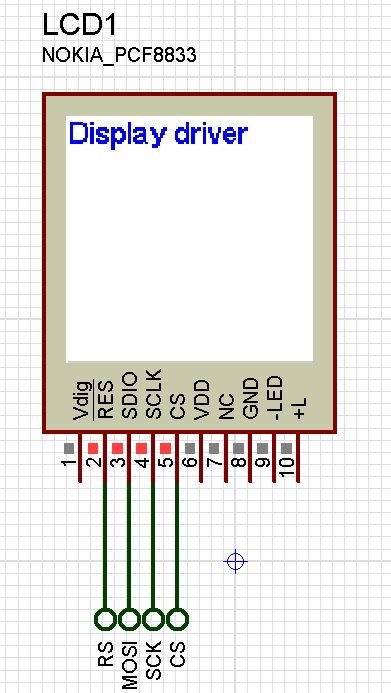 LCD1
NOKIA_PCF8833
Display driver
Vdig
RES
SDIO
SCLK
CS
VDD
NC
GND
-LED
+L
1
2
3
4
5
6
7
8
9
10
RS
MOSI
SCK
CS